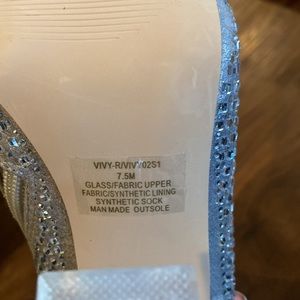 VIVY-R/VIVY02S1
7.5M
GLASS/FABRIC UPPER
FABRIC/SYNTHETIC LINING
SYNTHETIC SOCK
MAN MADE OUTSOLE